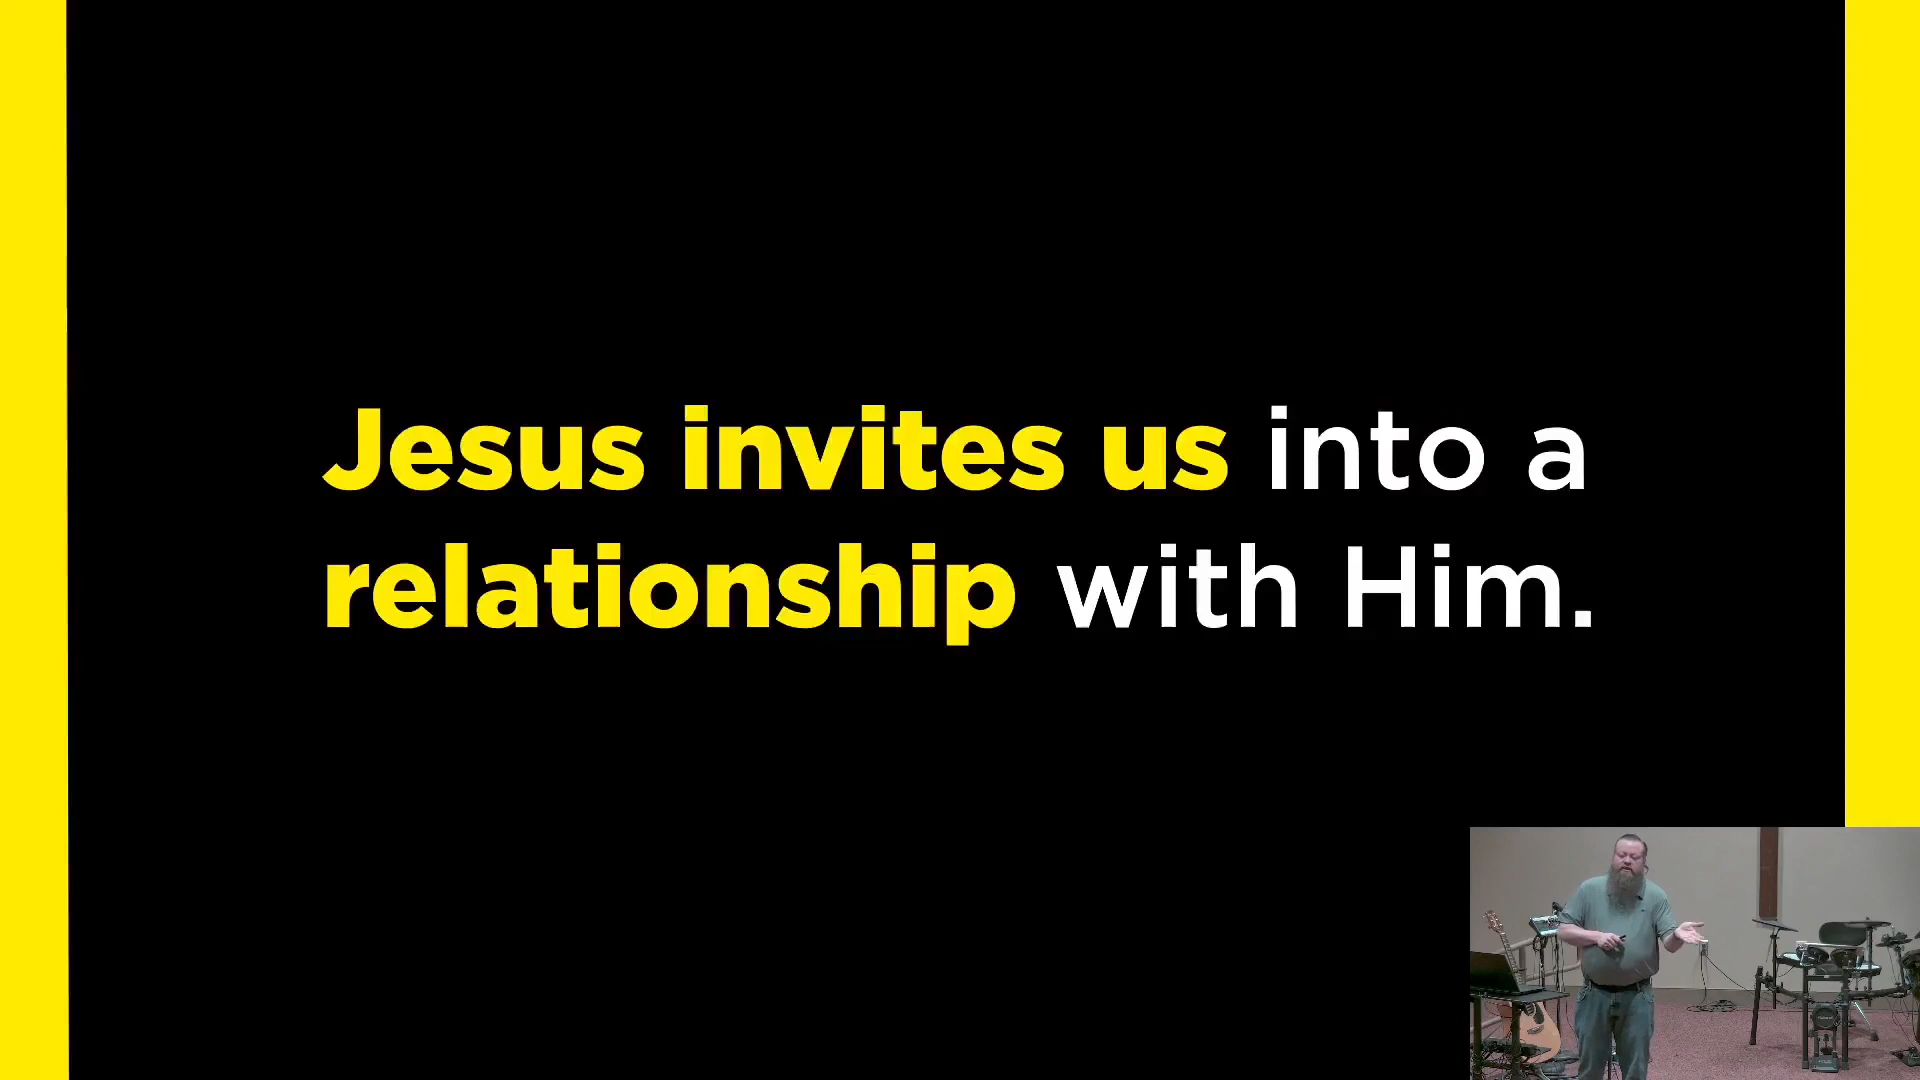 Jesus invites us into a
relationship with Him.